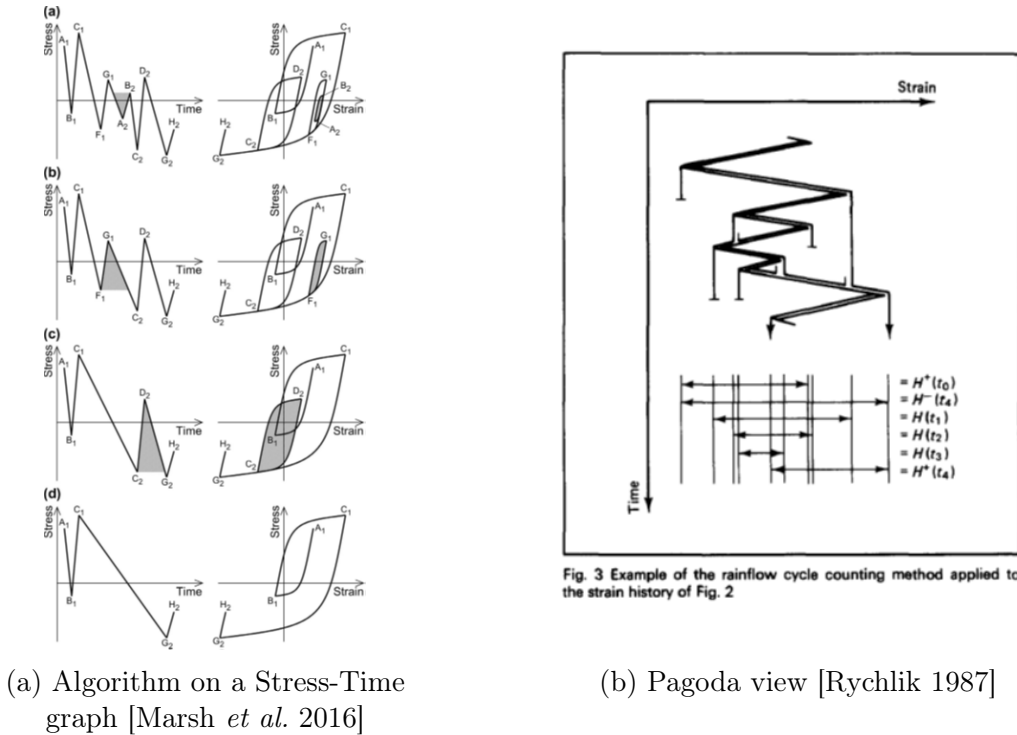 (a)
Stress
A1
C1
B1
G1
F1
B2
A2
D2
C2
H2
G2
Time
Stress
C1
A1
D2
G1
B2
B1
H2
Strain
A2
C2
F1
G2
(b)
Stress
C1
A1
G1
D2
B1
F1
Time
H2
C2
G2
Stress
C1
A1
D2
G1
B1
H2
Strain
C2
F1
G2
(c)
Stress
C1
A1
D2
B1
Time
H2
C2
G2
Stress
C1
A1
D2
B1
H2
Strain
C2
G2
(d)
Stress
C1
A1
B1
Time
H2
G2
Stress
C1
A1
B1
H2
Strain
G2
(a) Algorithm on a Stress-Time
graph [Marsh et al. 2016]
Strain
= H⁺(t₀)
= H⁻(t₄)
= H(t₁)
= H(t₂)
= H(t₃)
= H⁺(t₄)
Time
Fig. 3 Example of the rainflow cycle counting method applied to
the strain history of Fig. 2
(b) Pagoda view [Rychlik 1987]